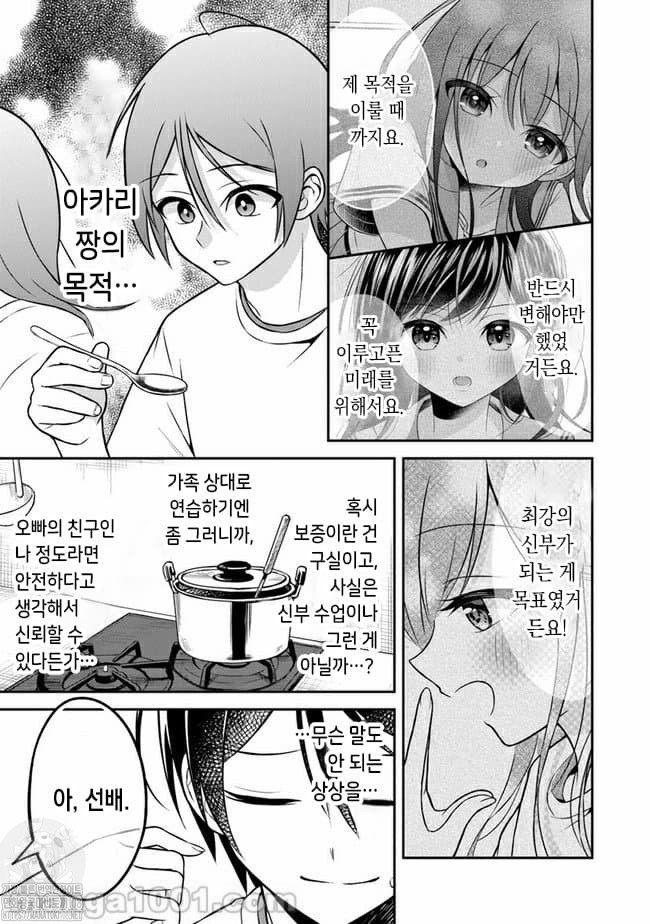 제 목적을
이룰 때
까지요.
반드시
변해야만
했었
거든요.
꼭
이루고픈
미래를
위해서요.
아카리
짱의
목적…
최강의
신부가
되는 게
목표였거
든요!
혹시
보증이란 건
구실이고,
사실은
신부 수업이나
그런 게
아닐까…?
가족 상대로
연습하기엔
좀 그러니까,
오빠의 친구인
나 정도라면
안전하다고
생각해서
신뢰할 수
있다든가…
…무슨 말도
안 되는
상상을…
아, 선배.
HTTPS://MANATOKI.NET
manga1001.com